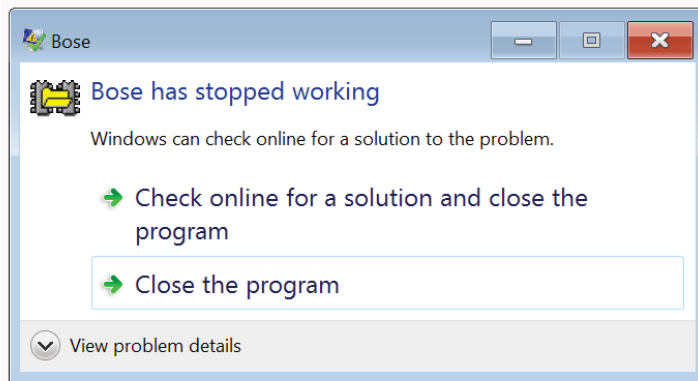 Bose
Bose has stopped working
Windows can check online for a solution to the problem.
Check online for a solution and close the
program
Close the program
View problem details